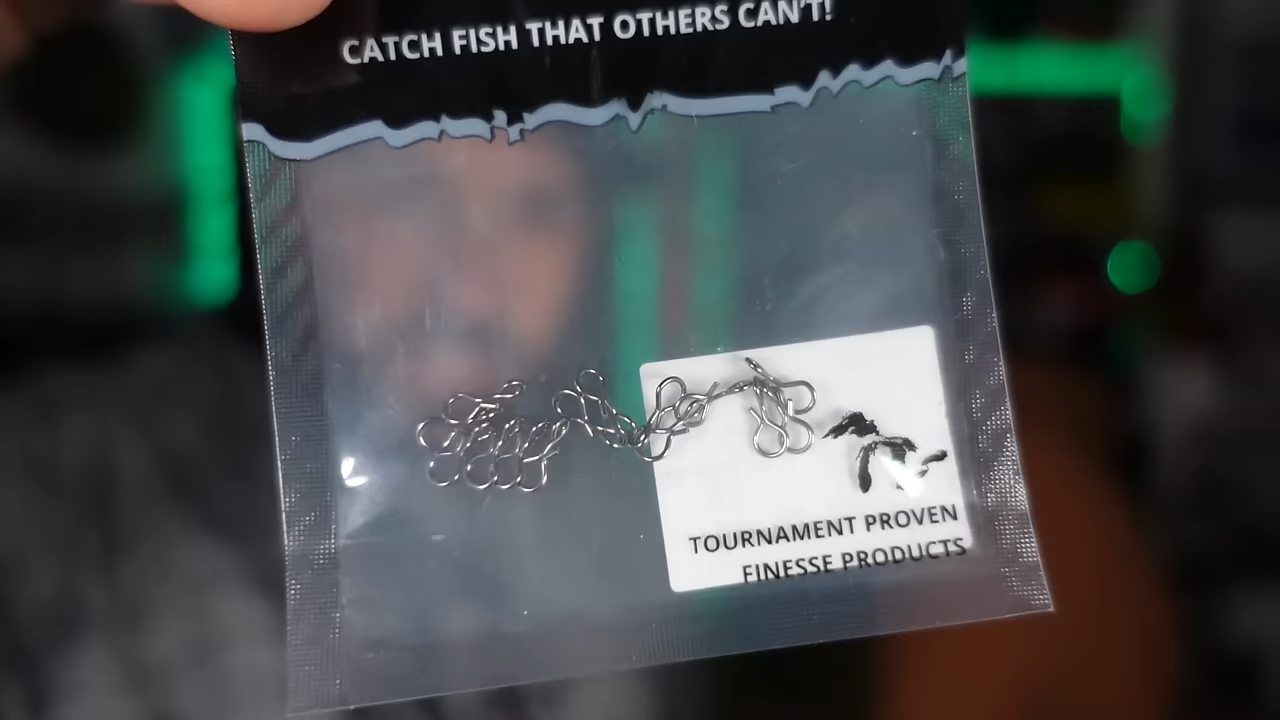 CATCH FISH THAT OTHERS CAN'T!
TOURNAMENT PROVEN
FINESSE PRODUCTS